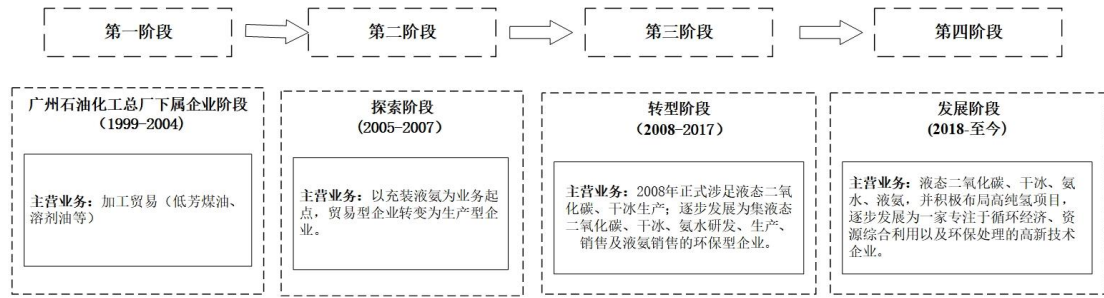 第一阶段
第二阶段
第三阶段
第四阶段
广州石油化工总厂下属企业阶段
（1999-2004)
主营业务：加工贸易（低芳煤油、
溶剂油等）
探索阶段
(2005-2007)
主营业务：以充装液氨为业务起
点，贸易型企业转变为生产型企
业。
转型阶段
（2008-2017）
主营业务：2008年正式涉足液态二氧
化碳、干冰生产；逐步发展为集液态
二氧化碳、干冰、氨水研发、生产、
销售及液氨销售的环保型企业。
发展阶段
(2018-至今)
主营业务：液态二氧化碳、干冰、氨
水、液氨，并积极布局高纯氢项目，
逐步发展为一家专注于循环经济、资
源综合利用以及环保处理的高新技术
企业。